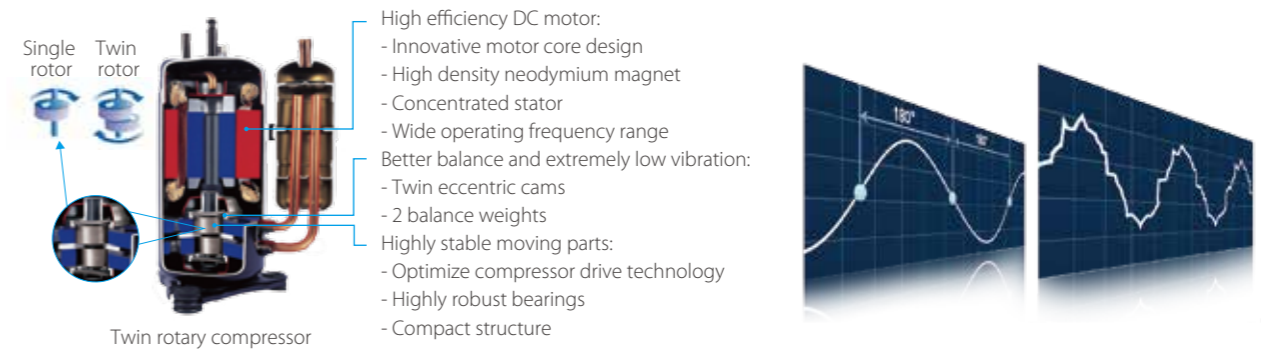 Single
rotor
Twin
rotor
High efficiency DC motor:
- Innovative motor core design
- High density neodymium magnet
- Concentrated stator
- Wide operating frequency range
Better balance and extremely low vibration:
- Twin eccentric cams
- 2 balance weights
Highly stable moving parts:
- Optimize compressor drive technology
- Highly robust bearings
- Compact structure
Twin rotary compressor
180°
180°